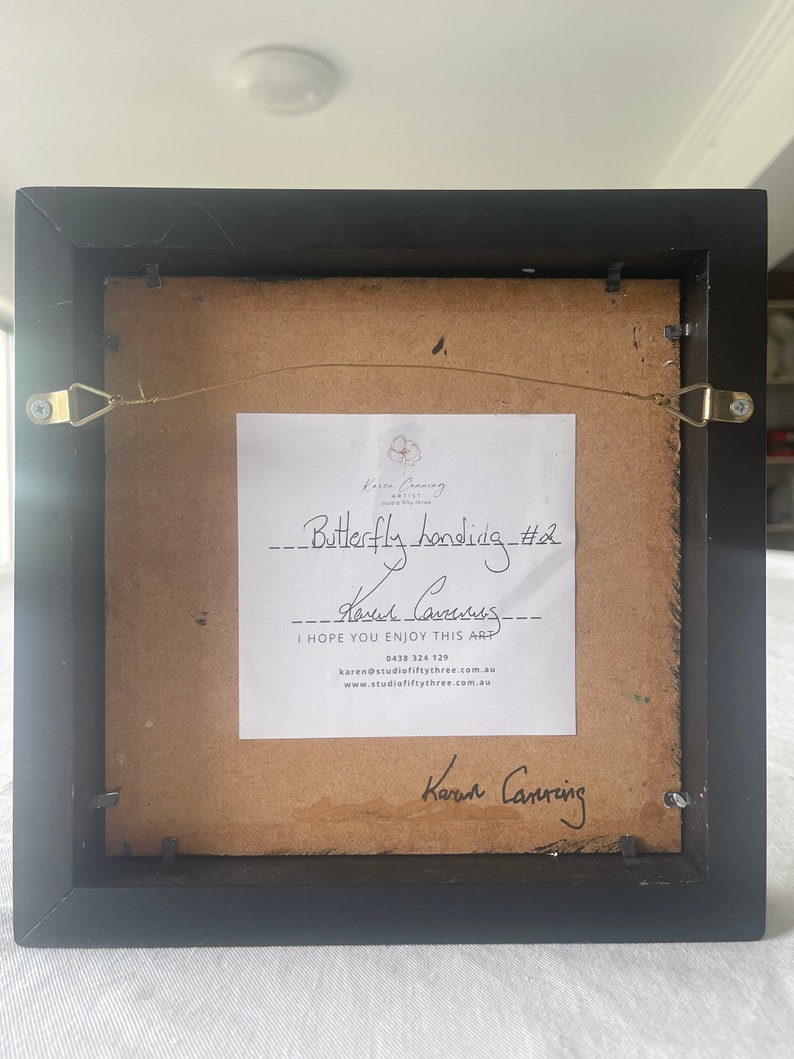 Karen Canning
ARTIST
studio fifty-three
Butterfly Landing #2
Karen Canning
I HOPE YOU ENJOY THIS ART
0438 324 129
karen@studiofiftythree.com.au
www.studiofiftythree.com.au
Karen Canning